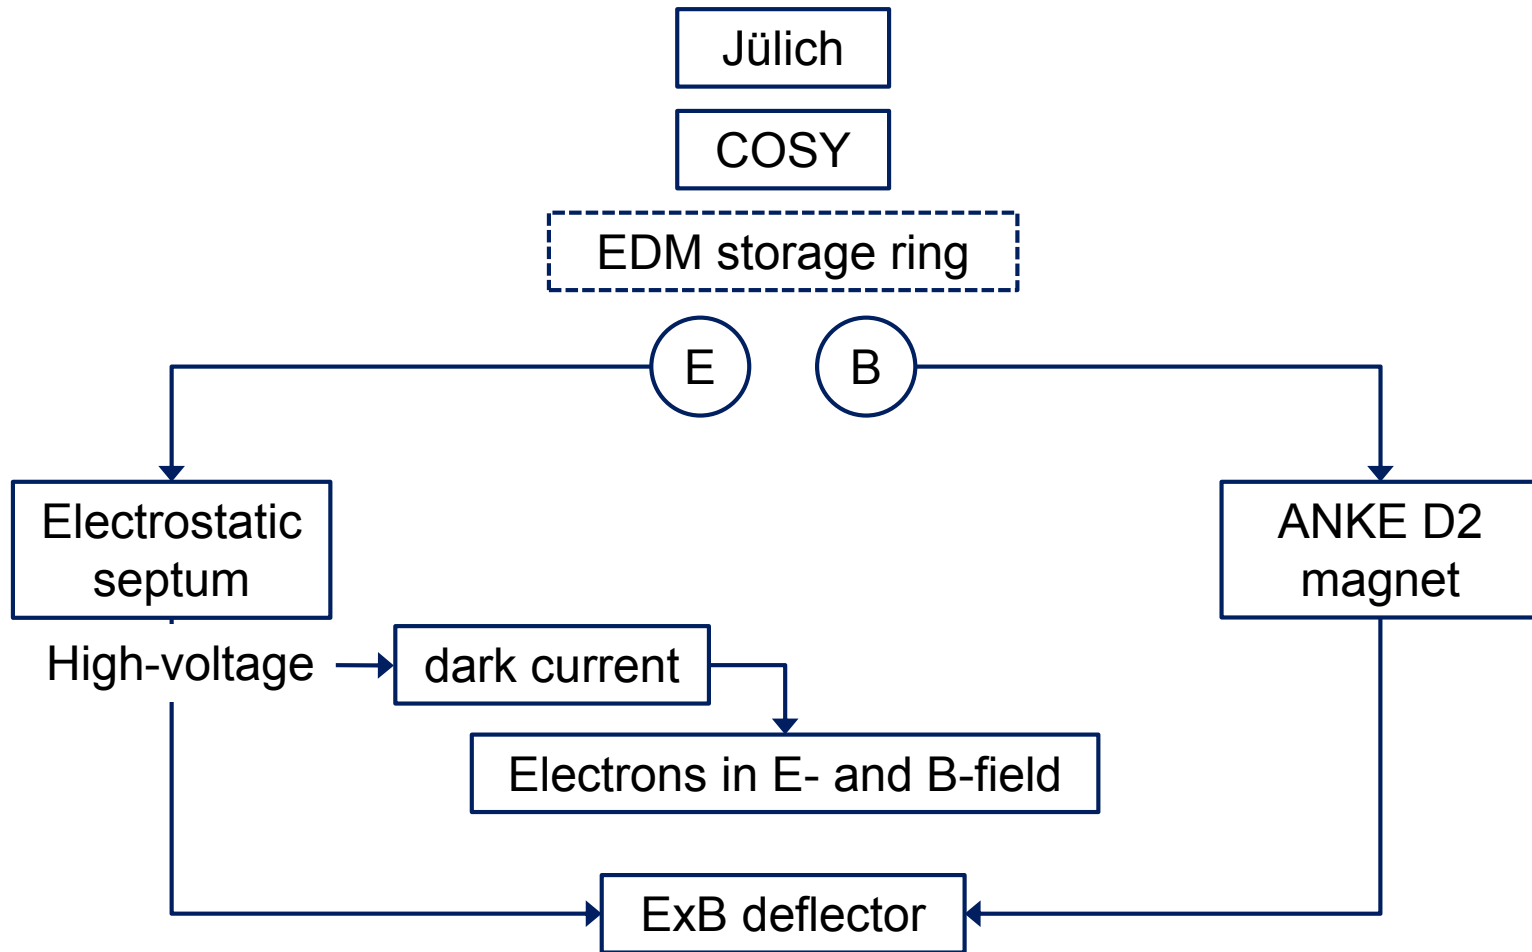 Jülich
COSY
EDM storage ring
E
B
Electrostatic
septum
ANKE D2
magnet
High-voltage
dark current
Electrons in E- and B-field
ExB deflector